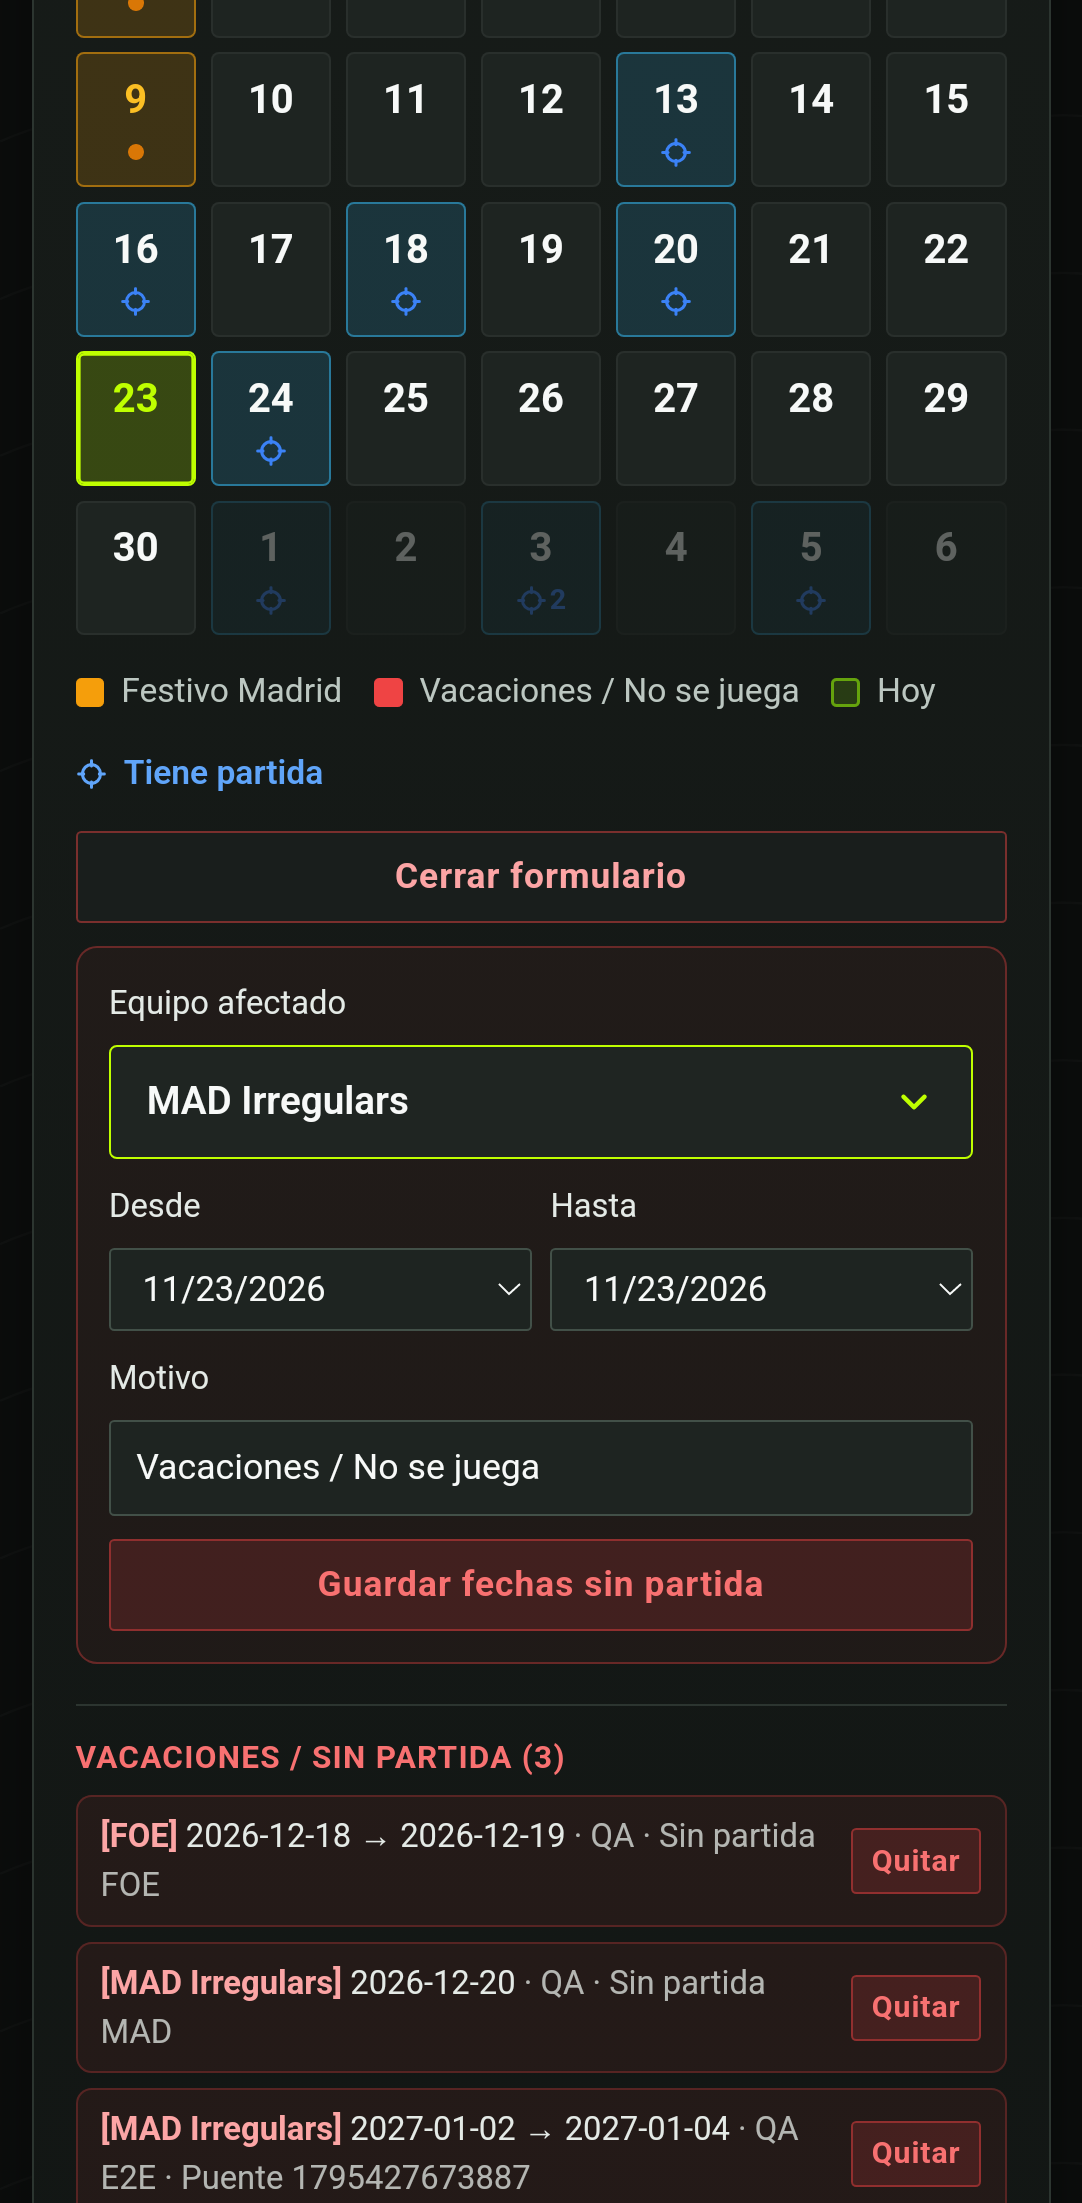 9 10 11 12 13 14 15
16 17 18 19 20 21 22
23 24 25 26 27 28 29
30 1 2 3 4 5 6
2
Festivo Madrid Vacaciones / No se juega Hoy
Tiene partida
Cerrar formulario
Equipo afectado
MAD Irregulars
Desde Hasta
11/23/2026 11/23/2026
Motivo
Vacaciones / No se juega
Guardar fechas sin partida
VACACIONES / SIN PARTIDA (3)
[FOE] 2026-12-18 → 2026-12-19 · QA · Sin partida
FOE
Quitar
[MAD Irregulars] 2026-12-20 · QA · Sin partida
MAD
Quitar
[MAD Irregulars] 2027-01-02 → 2027-01-04 · QA
E2E · Puente 1795427673887
Quitar